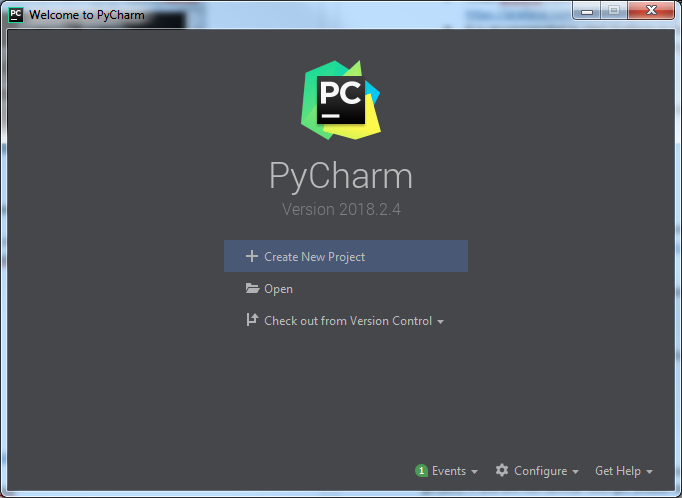 PC Welcome to PyCharm
PC
PyCharm
Version 2018.2.4
Create New Project
Open
Check out from Version Control
1 Events Configure Get Help